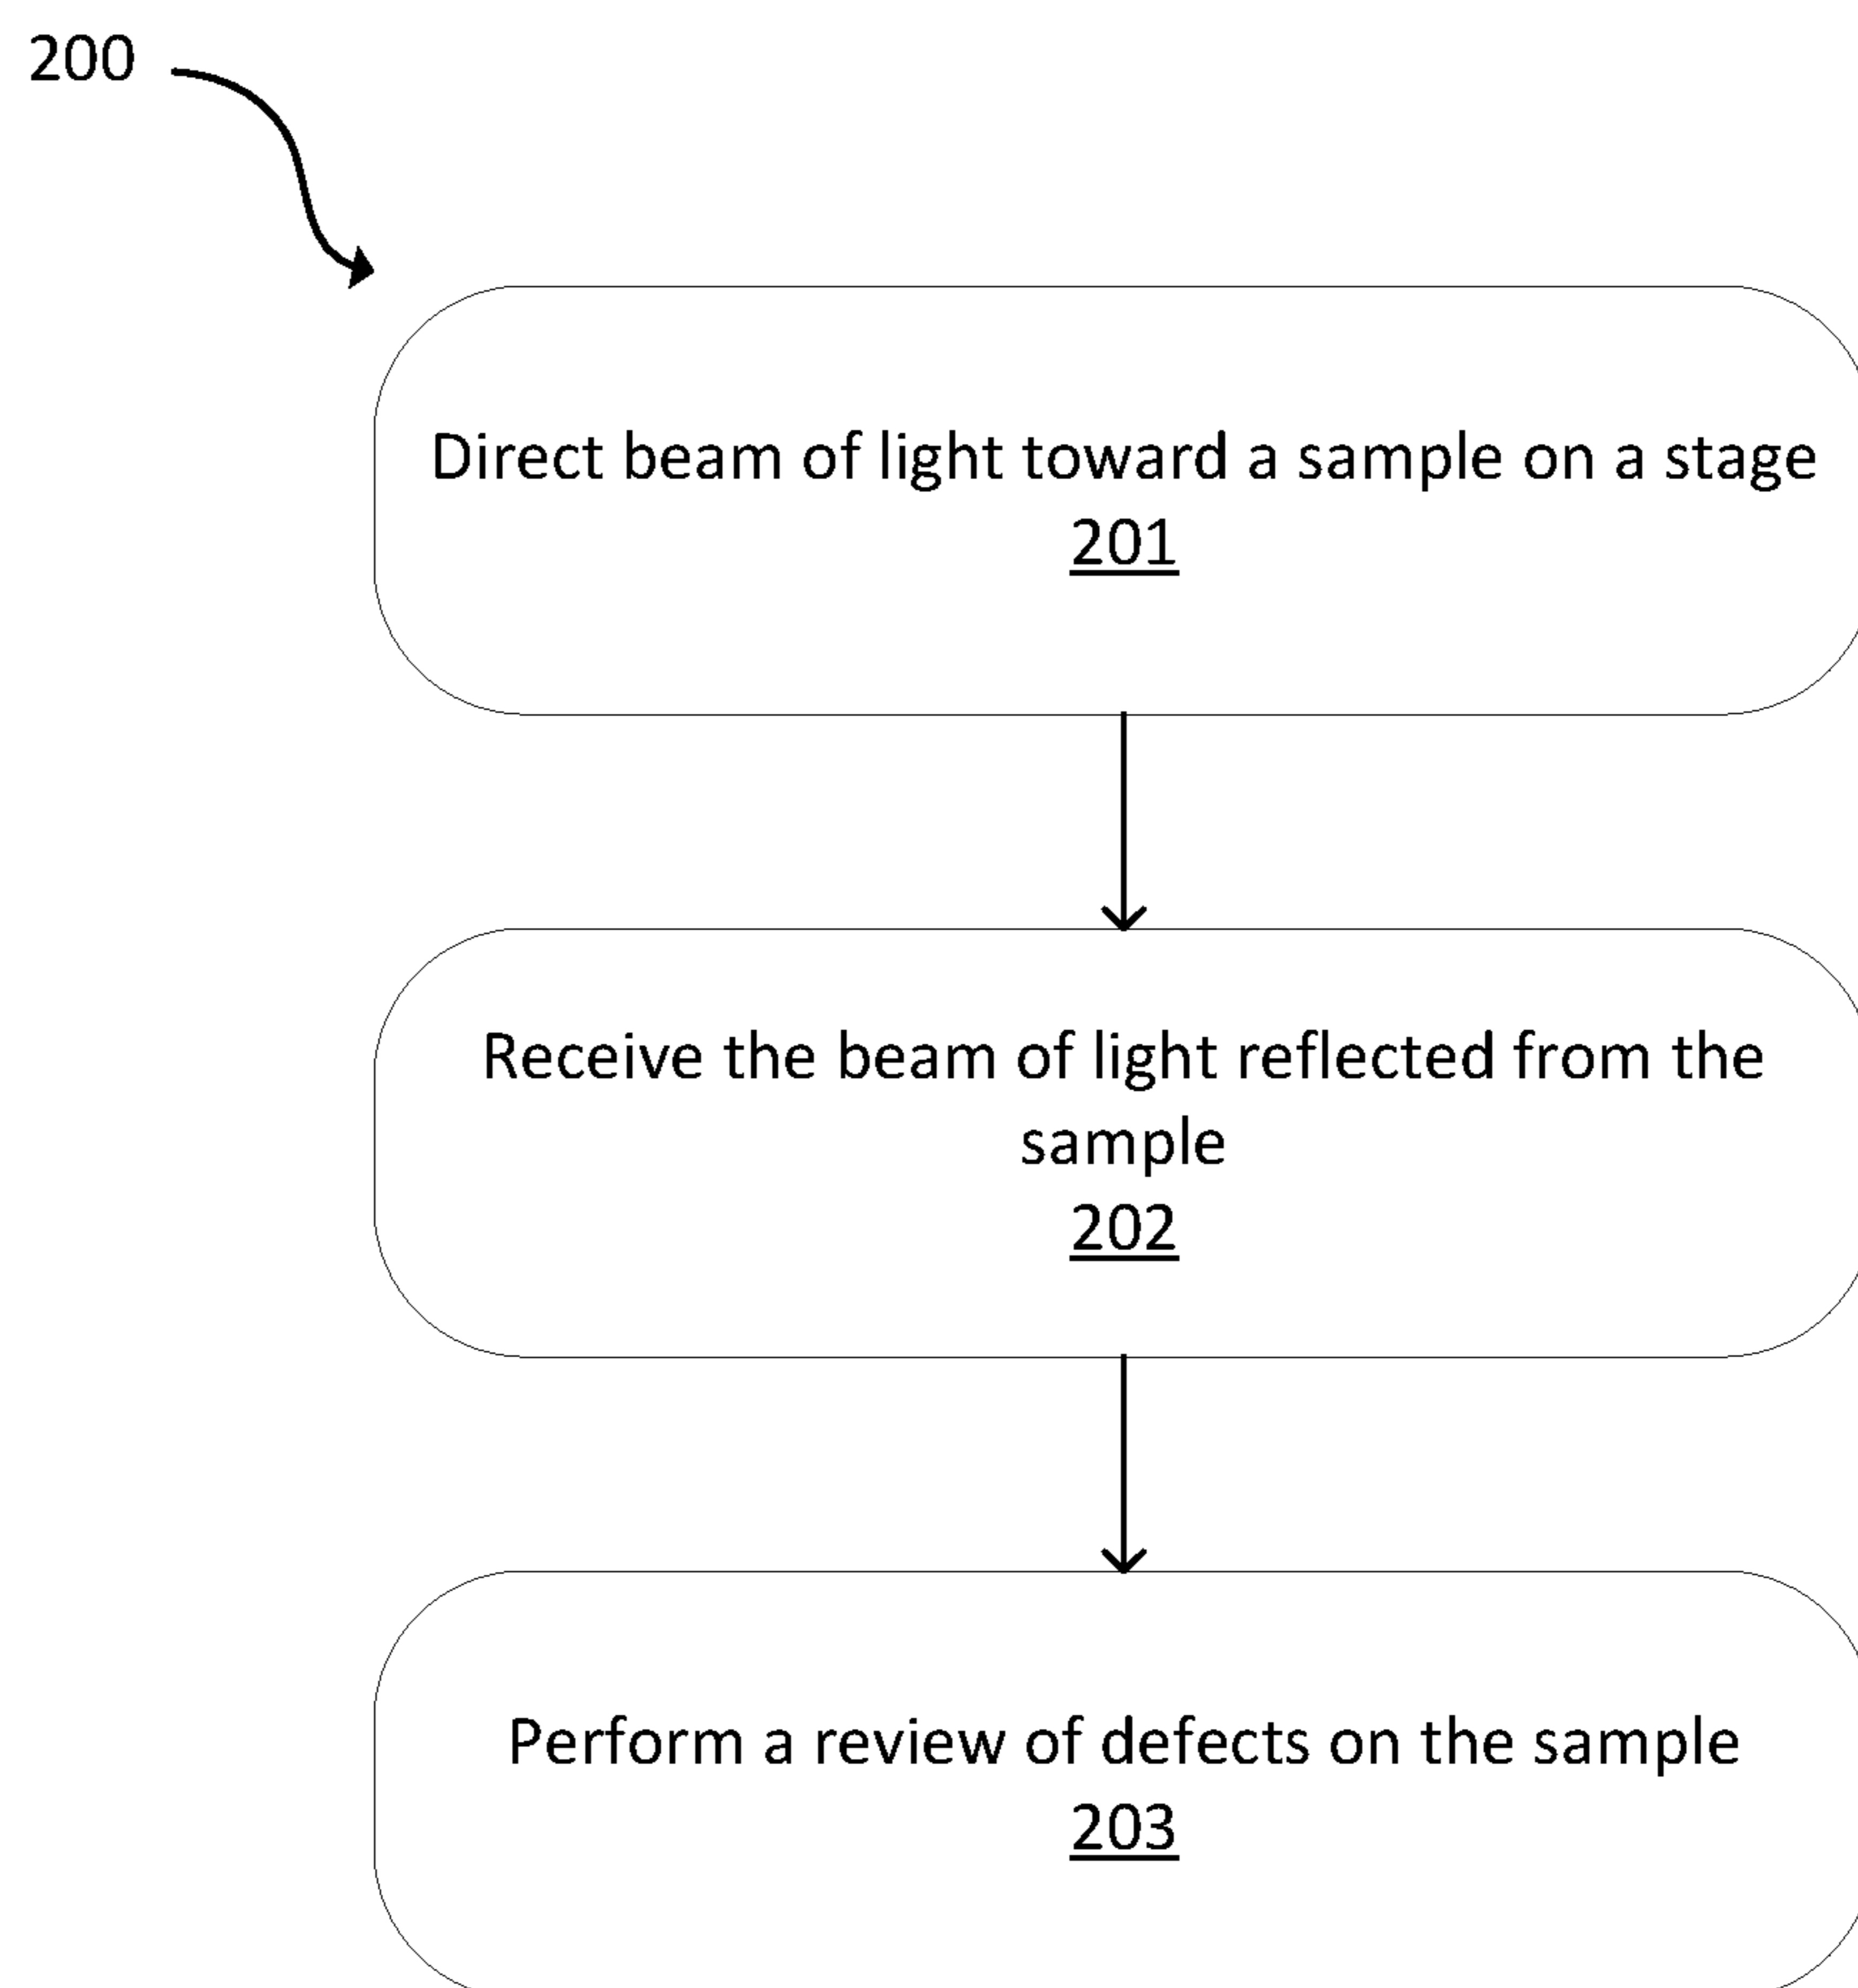 200
Direct beam of light toward a sample on a stage
201
Receive the beam of light reflected from the
sample
202
Perform a review of defects on the sample
203